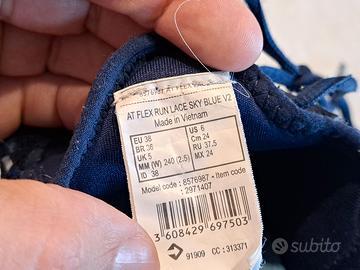 AT FLEX RUN LACE SKY BLUE V2
Made in Vietnam
EU 38 US 6
BR 36 Cm 24
UK 5 RU 37.5
MM (W) 240 (2.5) MX 24
ID 38
Model code : 8576987 • Item code
: 2971407
3 608429 697503
91909 CC : 313371
subito